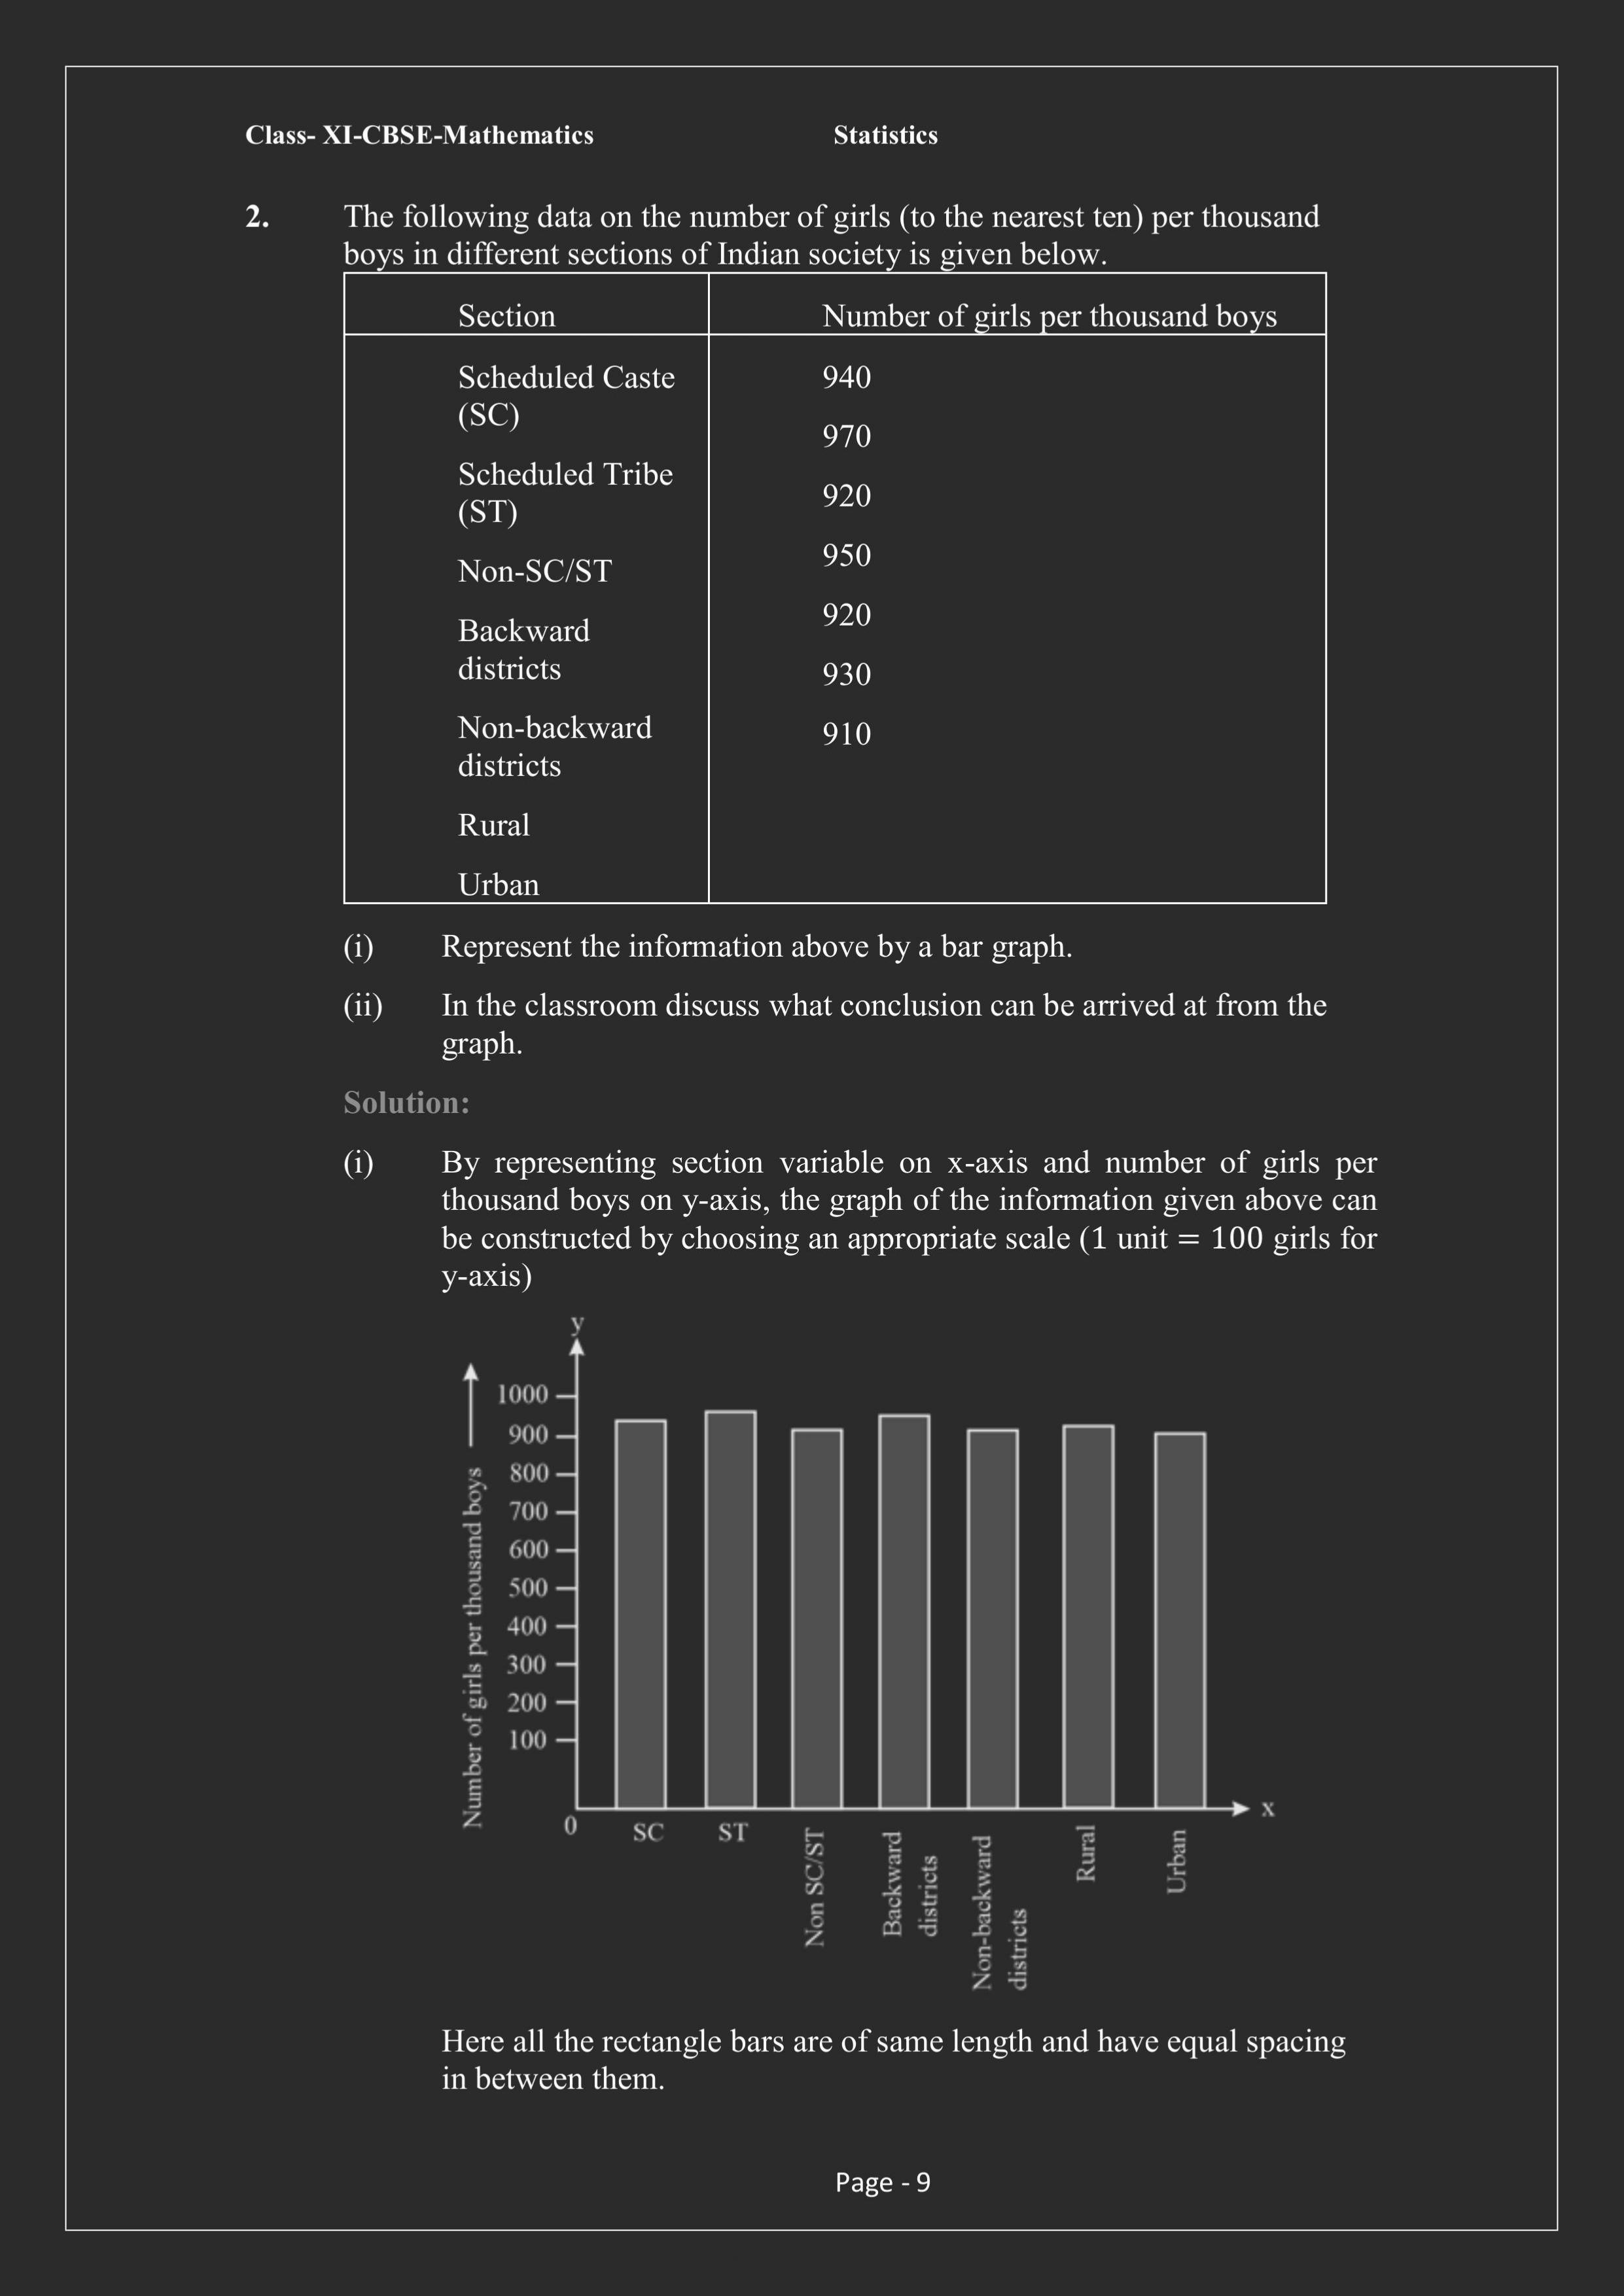 Class- XI-CBSE-Mathematics Statistics
2. The following data on the number of girls (to the nearest ten) per thousand
boys in different sections of Indian society is given below.
Section Number of girls per thousand boys
Scheduled Caste
(SC)
Scheduled Tribe
(ST)
Non-SC/ST
Backward
districts
Non-backward
districts
Rural
Urban
940
970
920
950
920
930
910
(i) Represent the information above by a bar graph.
(ii) In the classroom discuss what conclusion can be arrived at from the
graph.
Solution:
(i) By representing section variable on x-axis and number of girls per
thousand boys on y-axis, the graph of the information given above can
be constructed by choosing an appropriate scale (1 unit = 100 girls for
y-axis)
y
Number of girls per thousand boys
1000
900
800
700
600
500
400
300
200
100
0
x
SC
ST
Non SC/ST
Backward
districts
Non-backward
districts
Rural
Urban
Here all the rectangle bars are of same length and have equal spacing
in between them.
Page - 9